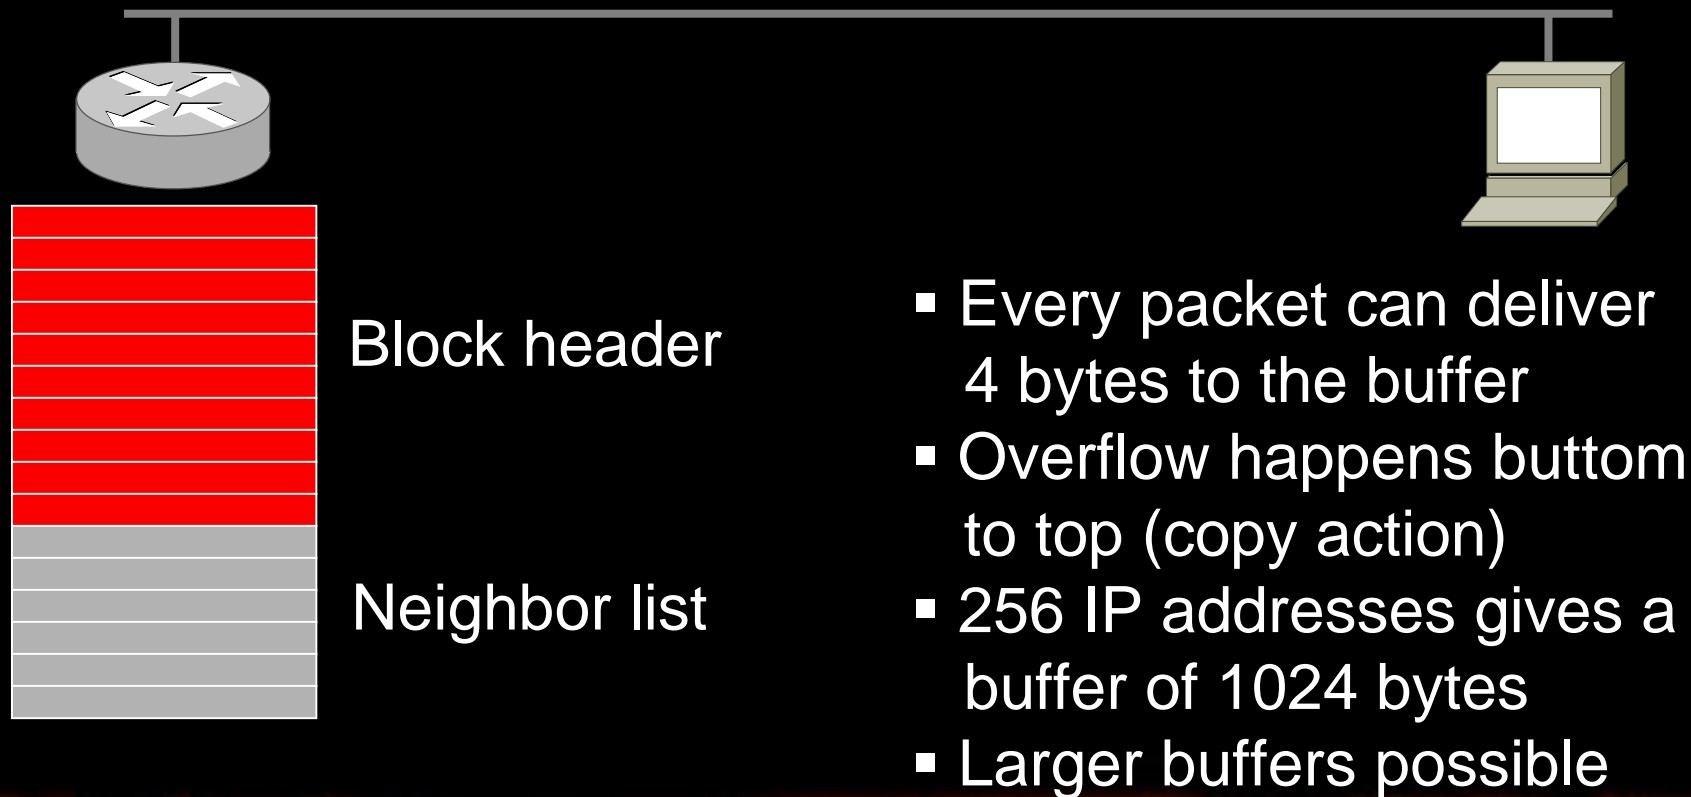 Block header
Neighbor list
▪ Every packet can deliver
4 bytes to the buffer
▪ Overflow happens buttom
to top (copy action)
▪ 256 IP addresses gives a
buffer of 1024 bytes
▪ Larger buffers possible